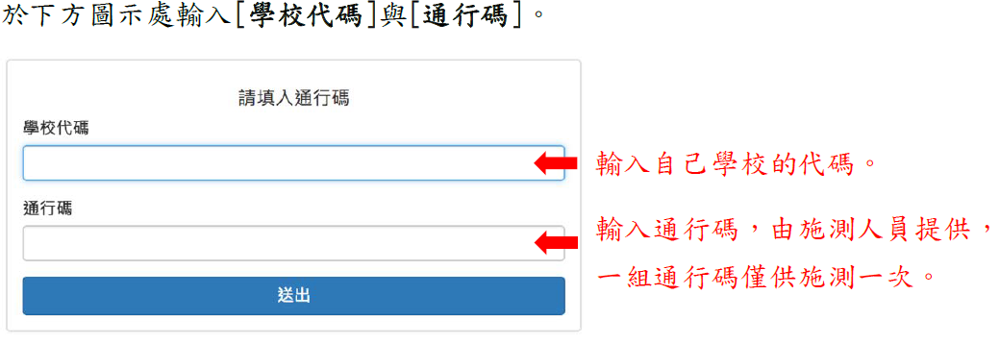 於下方圖示處輸入[學校代碼]與[通行碼]。
請填入通行碼
學校代碼
輸入自己學校的代碼。
通行碼
輸入通行碼，由施測人員提供，
一組通行碼僅供施測一次。
送出